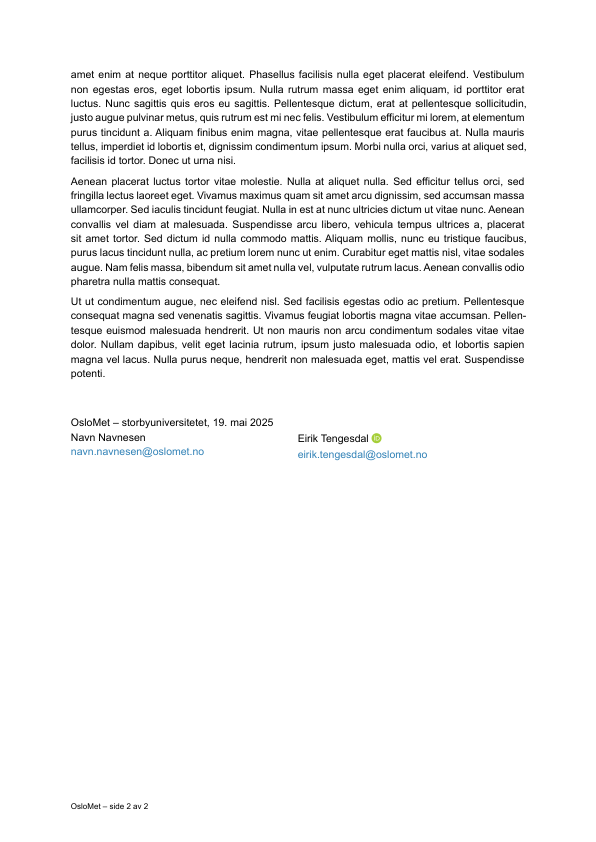 amet enim at neque porttitor aliquet. Phasellus facilisis nulla eget placerat eleifend. Vestibulum
non egestas eros, eget lobortis ipsum. Nulla rutrum massa eget enim aliquam, id porttitor erat
luctus. Nunc sagittis quis eros eu sagittis. Pellentesque dictum, erat at pellentesque sollicitudin,
justo augue pulvinar metus, quis rutrum est mi nec felis. Vestibulum efficitur mi lorem, at elementum
purus tincidunt a. Aliquam finibus enim magna, vitae pellentesque erat faucibus at. Nulla mauris
tellus, imperdiet id lobortis et, dignissim condimentum ipsum. Morbi nulla orci, varius at aliquet sed,
facilisis id tortor. Donec ut urna nisi.
Aenean placerat luctus tortor vitae molestie. Nulla at aliquet nulla. Sed efficitur tellus orci, sed
fringilla lectus laoreet eget. Vivamus maximus quam sit amet arcu dignissim, sed accumsan massa
ullamcorper. Sed iaculis tincidunt feugiat. Nulla in est at nunc ultricies dictum ut vitae nunc. Aenean
convallis vel diam at malesuada. Suspendisse arcu libero, vehicula tempus ultrices a, placerat
sit amet tortor. Sed dictum id nulla commodo mattis. Aliquam mollis, nunc eu tristique faucibus,
purus lacus tincidunt nulla, ac pretium lorem nunc ut enim. Curabitur eget mattis nisl, vitae sodales
augue. Nam felis massa, bibendum sit amet nulla vel, vulputate rutrum lacus. Aenean convallis odio
pharetra nulla mattis consequat.
Ut ut condimentum augue, nec eleifend nisl. Sed facilisis egestas odio ac pretium. Pellentesque
consequat magna sed venenatis sagittis. Vivamus feugiat lobortis magna vitae accumsan. Pellen-
tesque euismod malesuada hendrerit. Ut non mauris non arcu condimentum sodales vitae vitae
dolor. Nullam dapibus, velit eget lacinia rutrum, ipsum justo malesuada odio, et lobortis sapien
magna vel lacus. Nulla purus neque, hendrerit non malesuada eget, mattis vel erat. Suspendisse
potenti.
OsloMet – storbyuniversitetet, 19. mai 2025
Navn Navnesen
navn.navnesen@oslomet.no
Eirik Tengesdal iD
eirik.tengesdal@oslomet.no
OsloMet – side 2 av 2